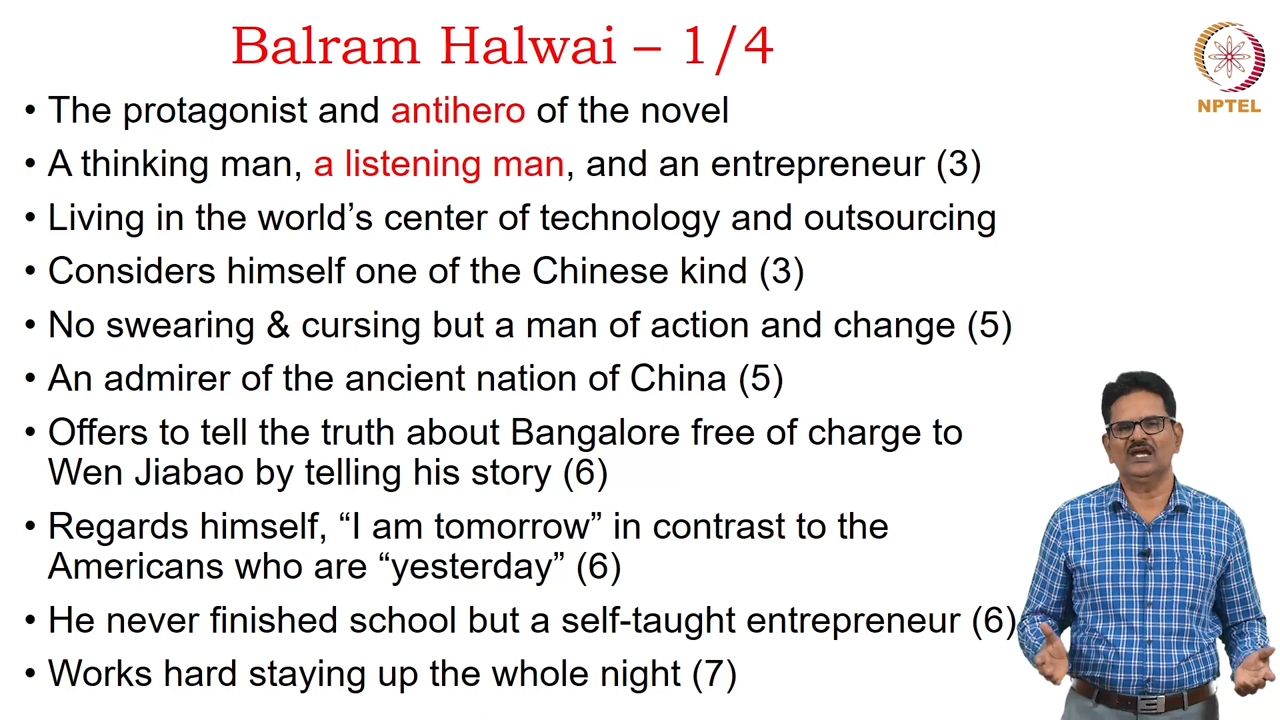 Balram Halwai – 1/4
NPTEL
• The protagonist and antihero of the novel
• A thinking man, a listening man, and an entrepreneur (3)
• Living in the world’s center of technology and outsourcing
• Considers himself one of the Chinese kind (3)
• No swearing & cursing but a man of action and change (5)
• An admirer of the ancient nation of China (5)
• Offers to tell the truth about Bangalore free of charge to
Wen Jiabao by telling his story (6)
• Regards himself, “I am tomorrow” in contrast to the
Americans who are “yesterday” (6)
• He never finished school but a self-taught entrepreneur (6)
• Works hard staying up the whole night (7)